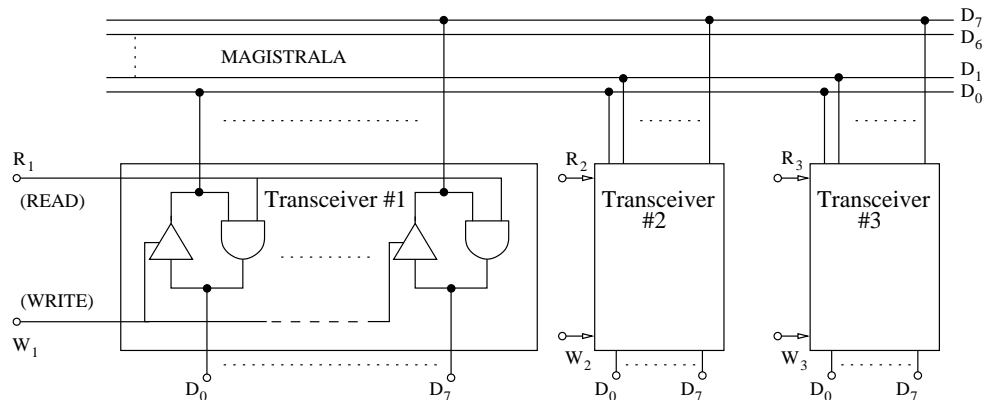 D7
D6
MAGISTRALA
D1
D0
R1
(READ)
Transceiver #1
R2
Transceiver
#2
R3
Transceiver
#3
(WRITE)
W1
W2
W3
D0
D7
D0
D7
D0
D7